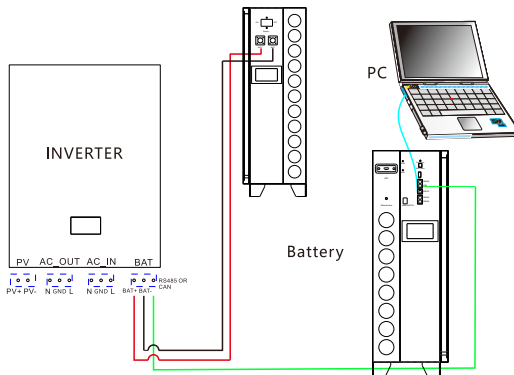 PC
INVERTER
Battery
PV AC_OUT AC_IN BAT
RS485 OR
CAN
PV+ PV- N GND L N GND L BAT+ BAT-